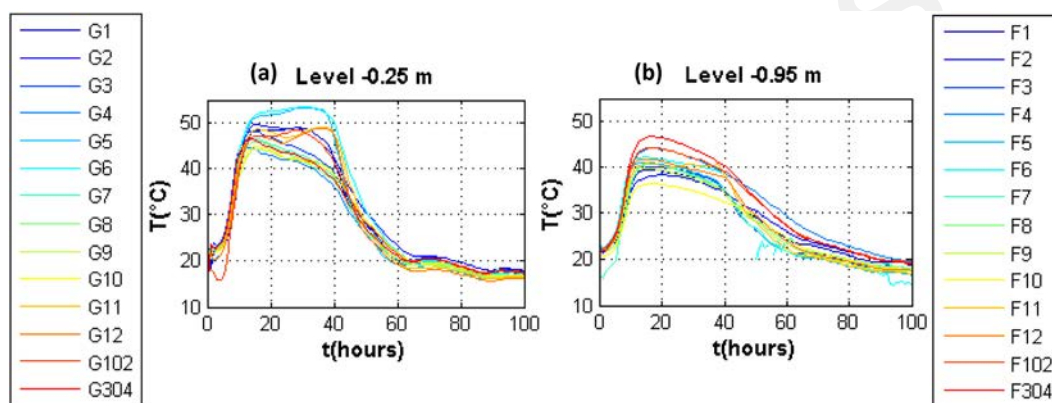 G1
G2
G3
G4
G5
G6
G7
G8
G9
G10
G11
G12
G102
G304
(a) Level -0.25 m
50
40
30
20
10
T(°C)
0 20 40 60 80 100
t(hours)
(b) Level -0.95 m
50
40
30
20
10
T(°C)
0 20 40 60 80 100
t(hours)
F1
F2
F3
F4
F5
F6
F7
F8
F9
F10
F11
F12
F102
F304